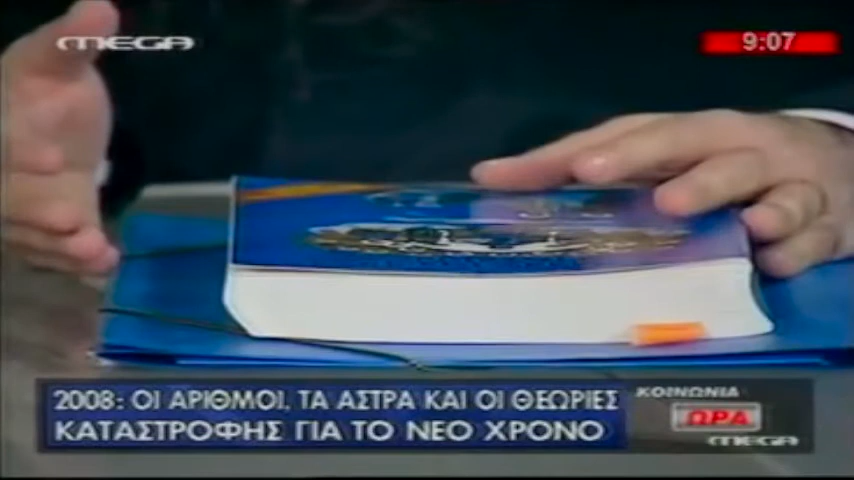 MEGA
9:07
2008: ΟΙ ΑΡΙΘΜΟΙ, ΤΑ ΑΣΤΡΑ ΚΑΙ ΟΙ ΘΕΩΡΙΕΣ
ΚΑΤΑΣΤΡΟΦΗΣ ΓΙΑ ΤΟ ΝΕΟ ΧΡΟΝΟ
ΚΟΙΝΩΝΙΑ
ΩΡΑ
MEGA